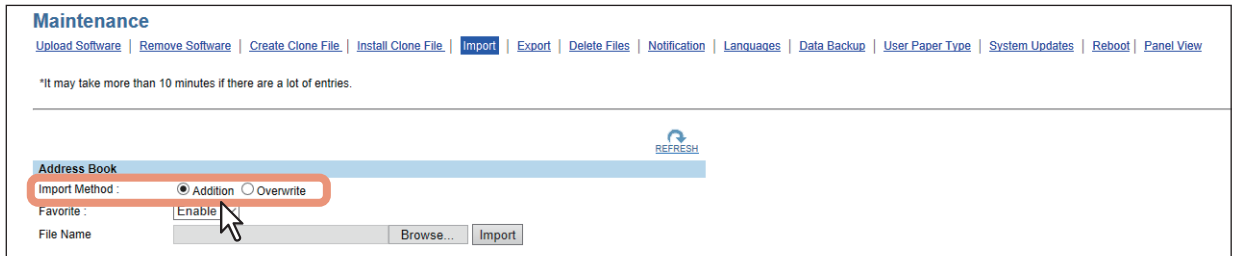 Maintenance
Upload Software | Remove Software | Create Clone File | Install Clone File | Import | Export | Delete Files | Notification | Languages | Data Backup | User Paper Type | System Updates | Reboot | Panel View
*It may take more than 10 minutes if there are a lot of entries.
REFRESH
Address Book
Import Method : Addition Overwrite
Favorite : Enable
File Name Browse... Import